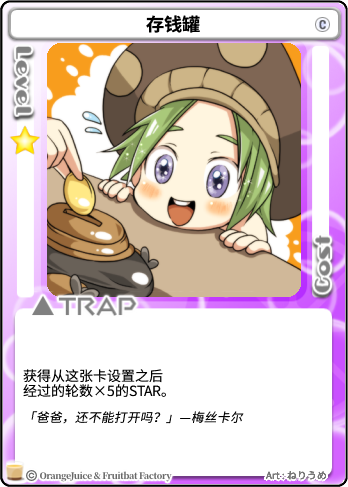 存钱罐
C
Level
Cost
TRAP
获得从这张卡设置之后
经过的轮数×5的STAR。
「爸爸，还不能打开吗？」—梅丝卡尔
© OrangeJuice & Fruitbat Factory
Art.: ねりうめ